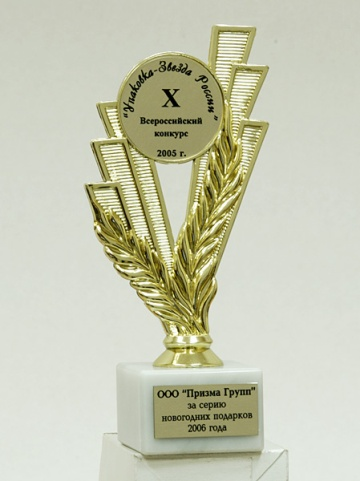 "Упаковка-Звезда России"
X
Всероссийский
конкурс
2005 г.
ООО "Призма Групп"
за серию
новогодних подарков
2006 года